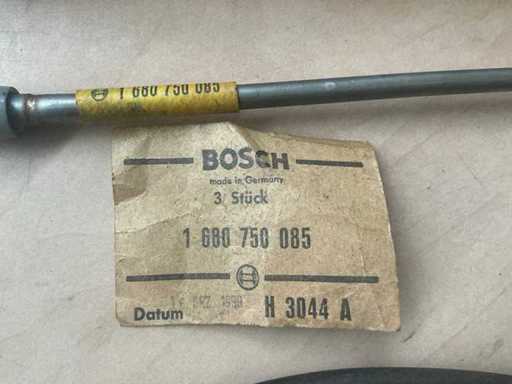 1 680 750 085
BOSCH
made in Germany
3 Stück
1 680 750 085
Datum
H 3044 A